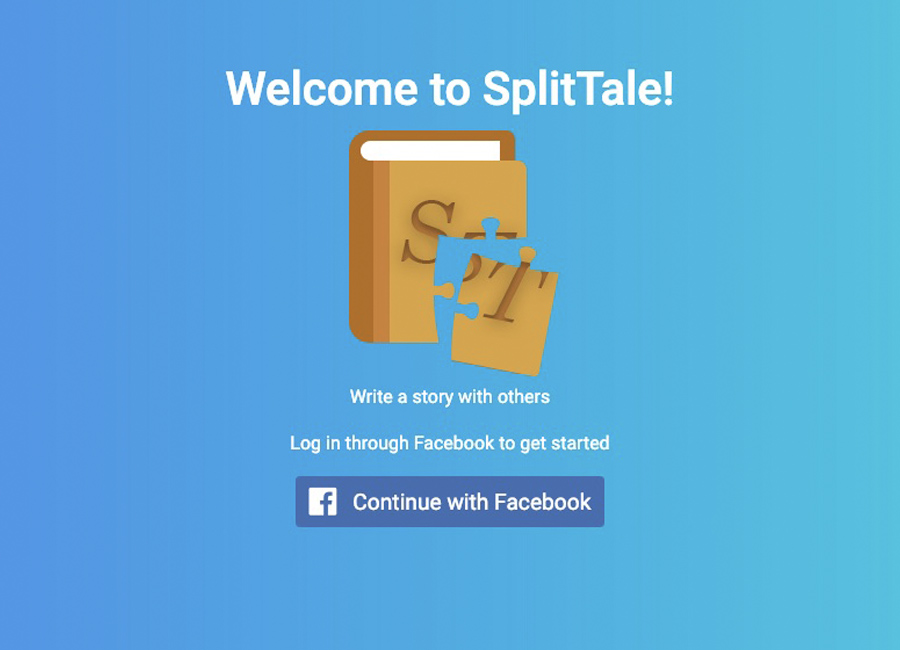 Welcome to SplitTale!
ST
Write a story with others
Log in through Facebook to get started
Continue with Facebook